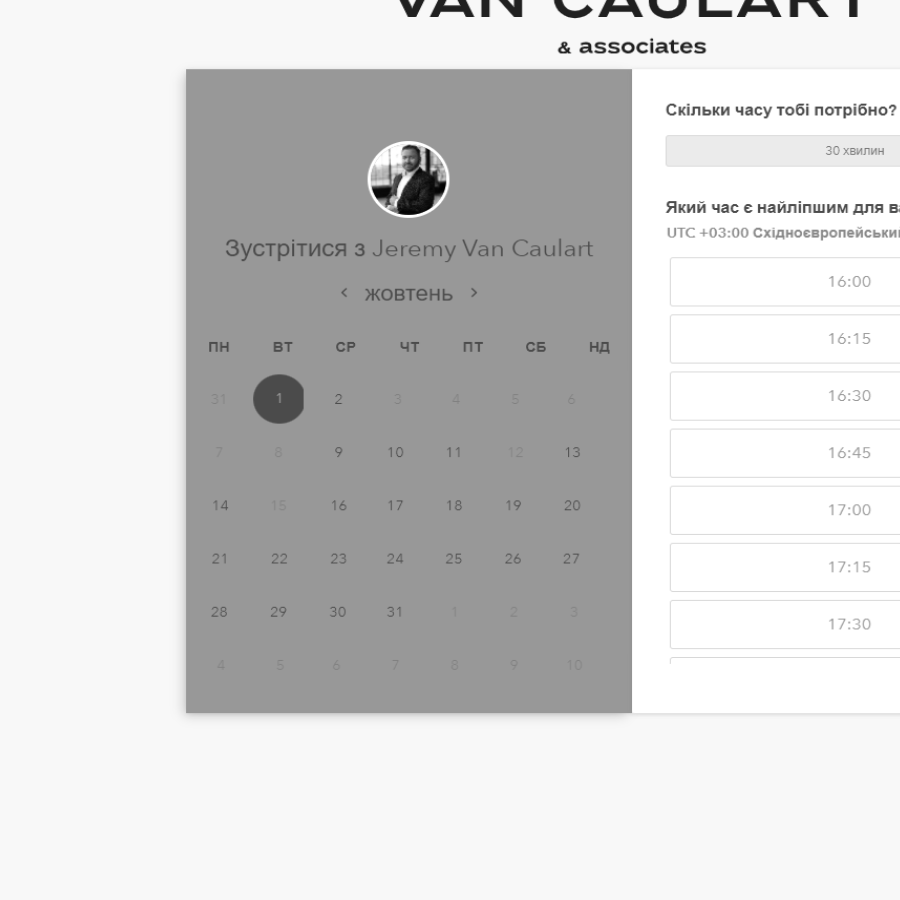 VAN CAULART
& associates
Зустрітися з Jeremy Van Caulart
жовтень
ПН ВТ СР ЧТ ПТ СБ НД
31 1 2 3 4 5 6
7 8 9 10 11 12 13
14 15 16 17 18 19 20
21 22 23 24 25 26 27
28 29 30 31 1 2 3
4 5 6 7 8 9 10
Скільки часу тобі потрібно?
30 хвилин
Який час є найліпшим для
UTC +03:00
16:00
16:15
16:30
16:45
17:00
17:15
17:30